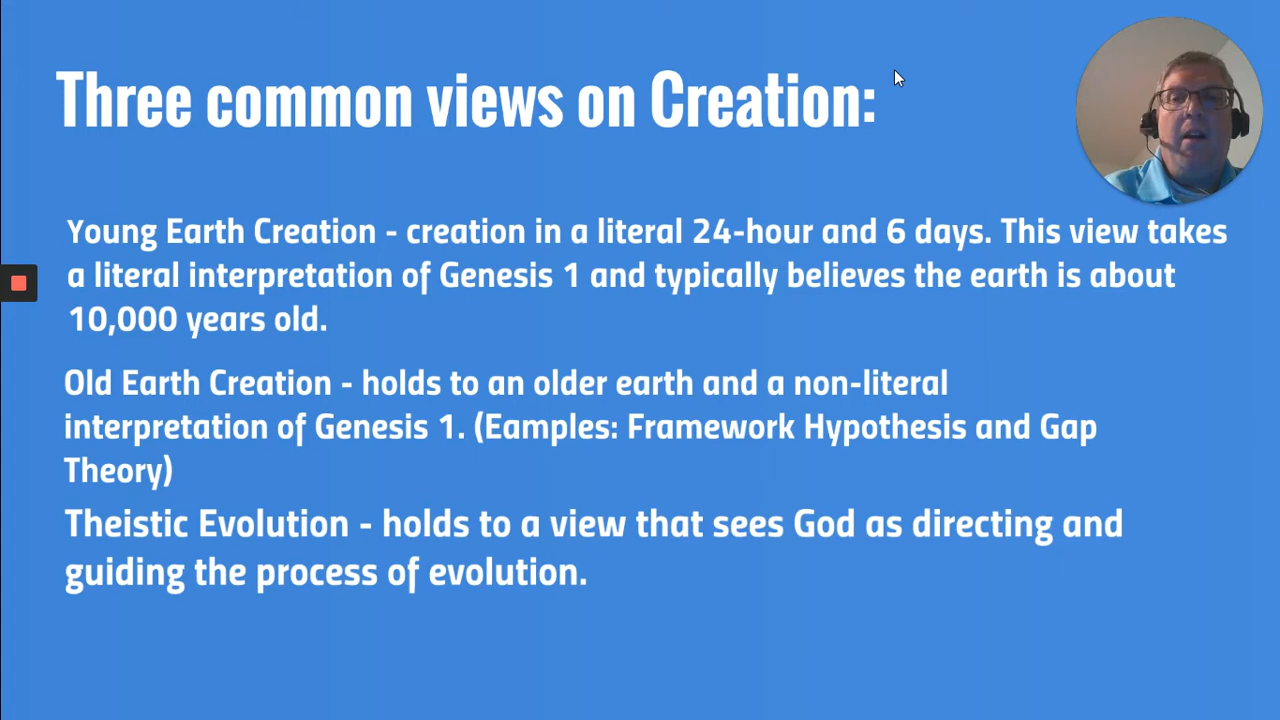 Three common views on Creation:
Young Earth Creation - creation in a literal 24-hour and 6 days. This view takes
a literal interpretation of Genesis 1 and typically believes the earth is about
10,000 years old.
Old Earth Creation - holds to an older earth and a non-literal
interpretation of Genesis 1. (Eamples: Framework Hypothesis and Gap
Theory)
Theistic Evolution - holds to a view that sees God as directing and
guiding the process of evolution.